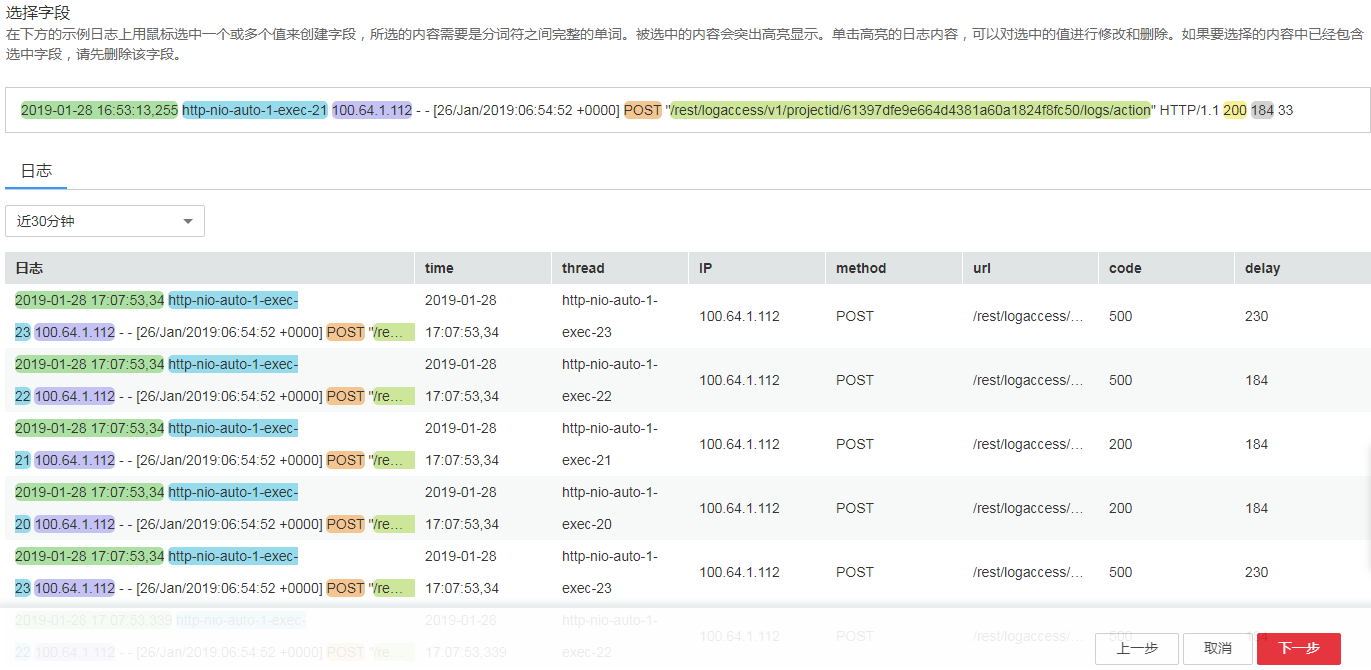 选择字段
在下方的示例日志上用鼠标选中一个或多个值来创建字段，所选的内容需要是分词符之间完整的单词。被选中的内容会突出高亮显示。单击高亮的日志内容，可以对选中的值进行修改和删除。如果要选择的内容中已经包含
选中字段，请先删除该字段。
2019-01-28 16:53:13,255 http-nio-auto-1-exec-21 100.64.1.112 - - [26/Jan/2019:06:54:52 +0000] POST "/rest/logaccess/v1/projectid/61397dfe9e664d4381a60a1824f8fc50/logs/action" HTTP/1.1 200 184 33
日志
近30分钟
日志 time thread IP method url code delay
2019-01-28 17:07:53,34 http-nio-auto-1-exec- 2019-01-28 http-nio-auto-1-
100.64.1.112 POST /rest/logaccess/... 500 230
23 100.64.1.112 - - [26/Jan/2019:06:54:52 +0000] POST "/re... 17:07:53,34 exec-23
2019-01-28 17:07:53,34 http-nio-auto-1-exec- 2019-01-28 http-nio-auto-1-
100.64.1.112 POST /rest/logaccess/... 500 184
22 100.64.1.112 - - [26/Jan/2019:06:54:52 +0000] POST "/re... 17:07:53,34 exec-22
2019-01-28 17:07:53,34 http-nio-auto-1-exec- 2019-01-28 http-nio-auto-1-
100.64.1.112 POST /rest/logaccess/... 200 184
21 100.64.1.112 - - [26/Jan/2019:06:54:52 +0000] POST "/re... 17:07:53,34 exec-21
2019-01-28 17:07:53,34 http-nio-auto-1-exec- 2019-01-28 http-nio-auto-1-
100.64.1.112 POST /rest/logaccess/... 200 184
20 100.64.1.112 - - [26/Jan/2019:06:54:52 +0000] POST "/re... 17:07:53,34 exec-20
2019-01-28 17:07:53,34 http-nio-auto-1-exec- 2019-01-28 http-nio-auto-1-
100.64.1.112 POST /rest/logaccess/... 500 230
23 100.64.1.112 - - [26/Jan/2019:06:54:52 +0000] POST "/re... 17:07:53,34 exec-23
2019-01-28 17:07:53,339 http-nio-auto-1-exec- 2019-01-28 http-nio-auto-1-
100.64.1.112 POST /rest/logaccess/... 500 184
22 100.64.1.112 - - [26/Jan/2019:06:54:52 +0000] POST "/re... 17:07:53,339 exec-22
上一步 取消 下一步